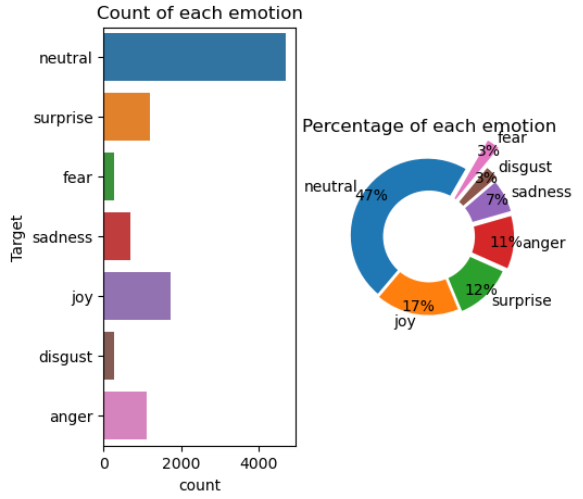 Count of each emotion
neutral
surprise
fear
sadness
joy
disgust
anger
Target
0 2000 4000
count
Percentage of each emotion
fear
3%
disgust
3%
sadness
7%
anger
11%
surprise
12%
joy
17%
neutral
47%